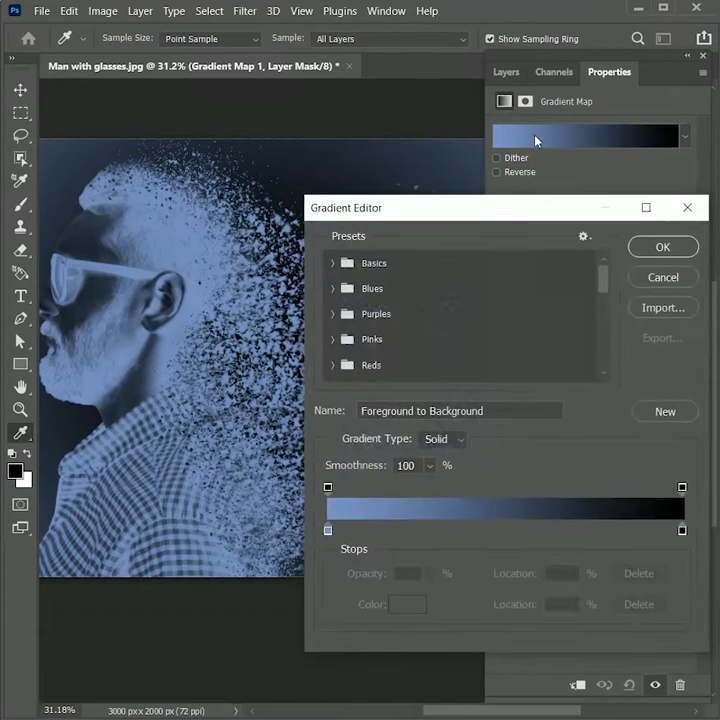 Ps File Edit Image Layer Type Select Filter 3D View Plugins Window Help
Sample Size: Point Sample Sample: All Layers Show Sampling Ring
Man with glasses.jpg @ 31.2% (Gradient Map 1, Layer Mask/8) * ×
Layers Channels Properties
Gradient Map
Dither
Reverse
Gradient Editor
Presets
Basics
Blues
Purples
Pinks
Reds
OK
Cancel
Import...
Export...
Name: Foreground to Background
New
Gradient Type: Solid
Smoothness: 100 %
Stops
Opacity: % Location: % Delete
Color: Location: % Delete
31.18% 3000 px x 2000 px (72 ppi)